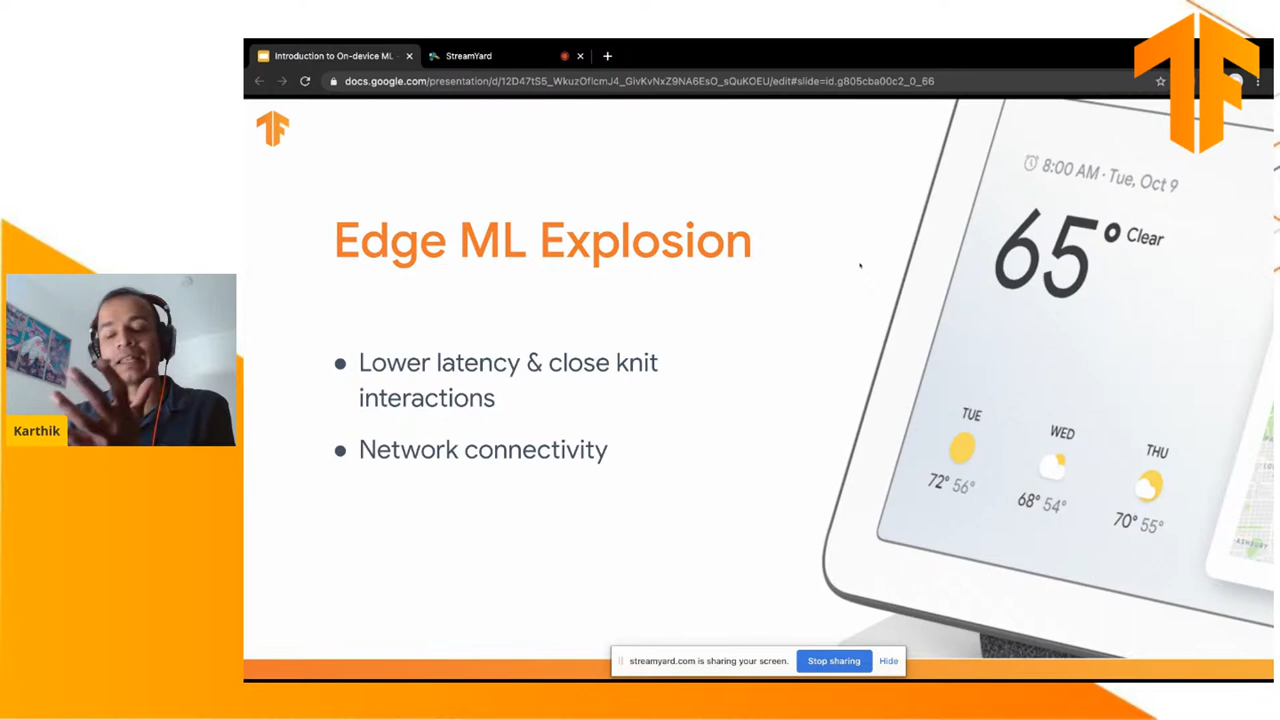 Introduction to On-device ML
StreamYard
docs.google.com/presentation/d/12D47tS5_WkuzOflcmJ4_GivKvNxZ9NA6EsO_sQuKOEU/edit#slide=id.g805cba00c2_0_66
Edge ML Explosion
● Lower latency & close knit
interactions
● Network connectivity
8:00 AM · Tue, Oct 9
65° Clear
TUE
WED
THU
72° 56°
68° 54°
70° 55°
ASHBURY
Karthik
streamyard.com is sharing your screen.
Stop sharing
Hide